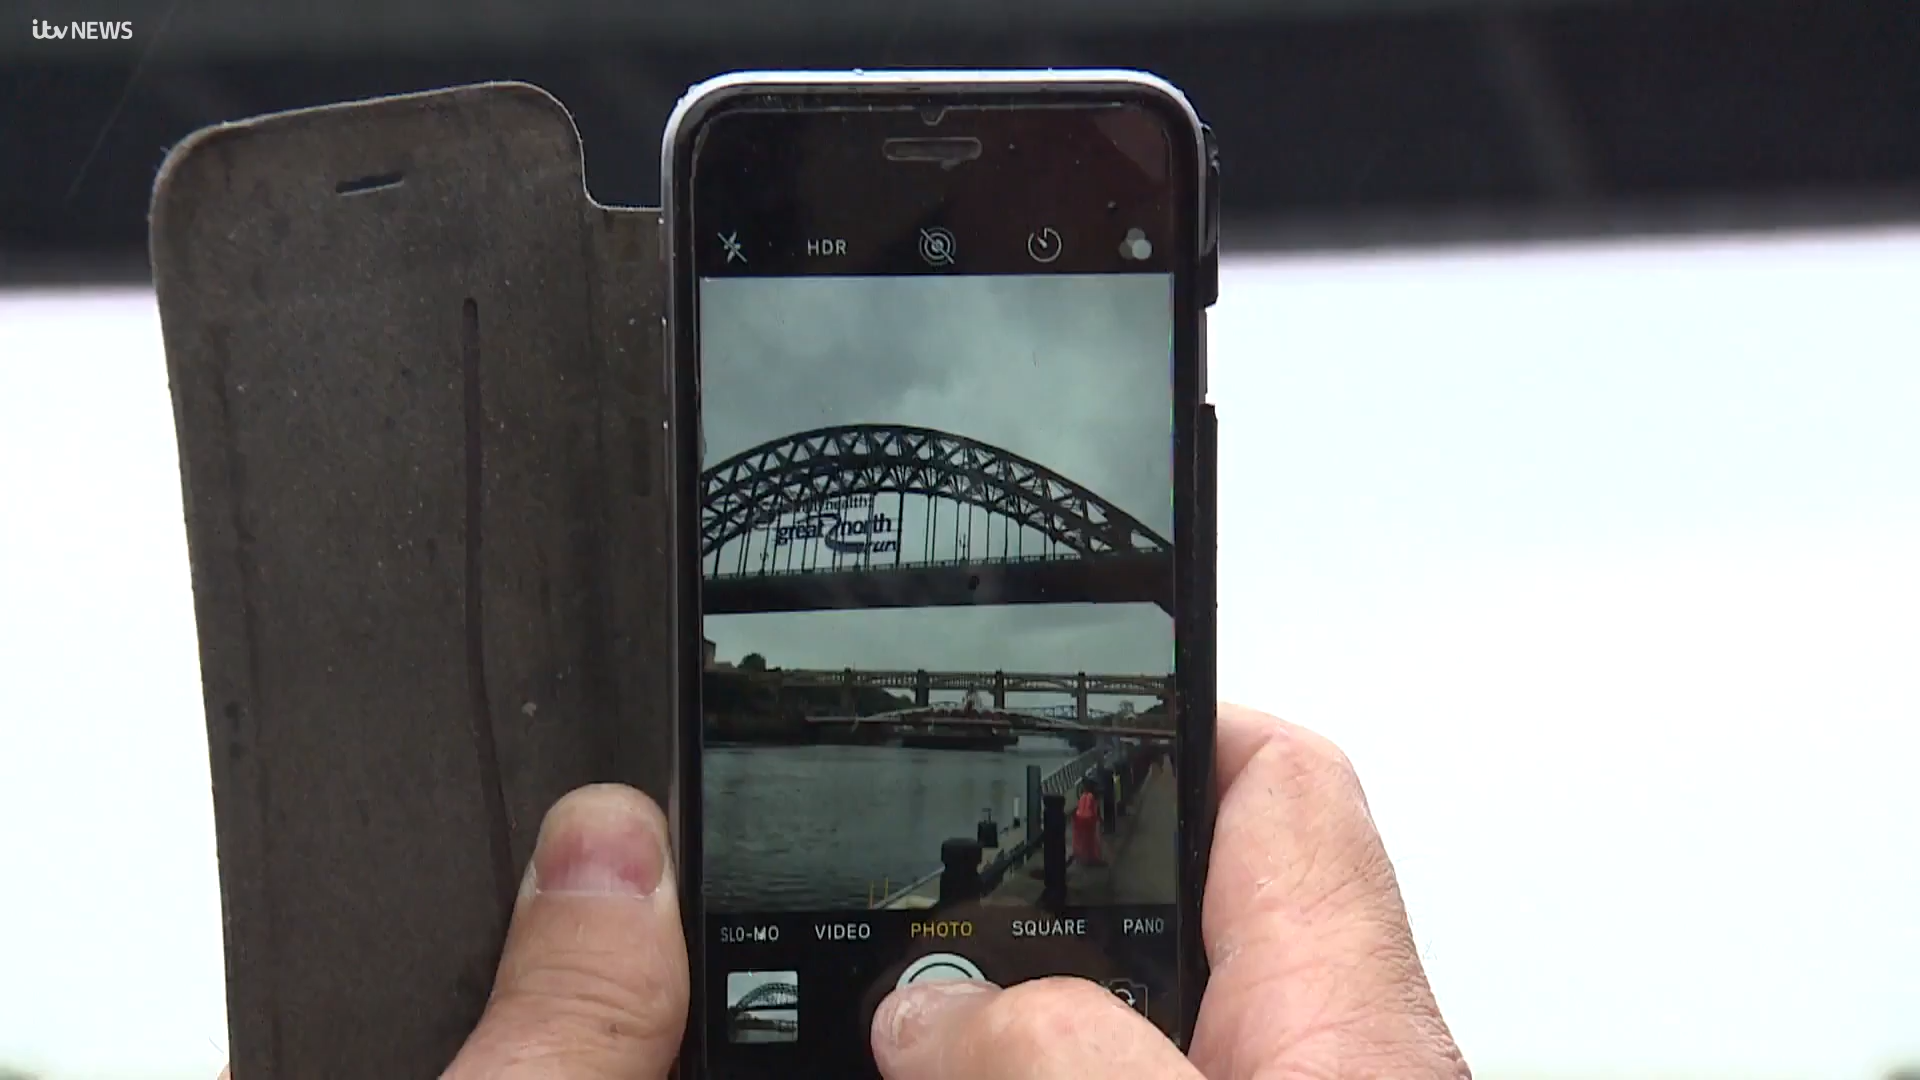 itv NEWS
HDR
great north
run
SLO-MO VIDEO PHOTO SQUARE PANO